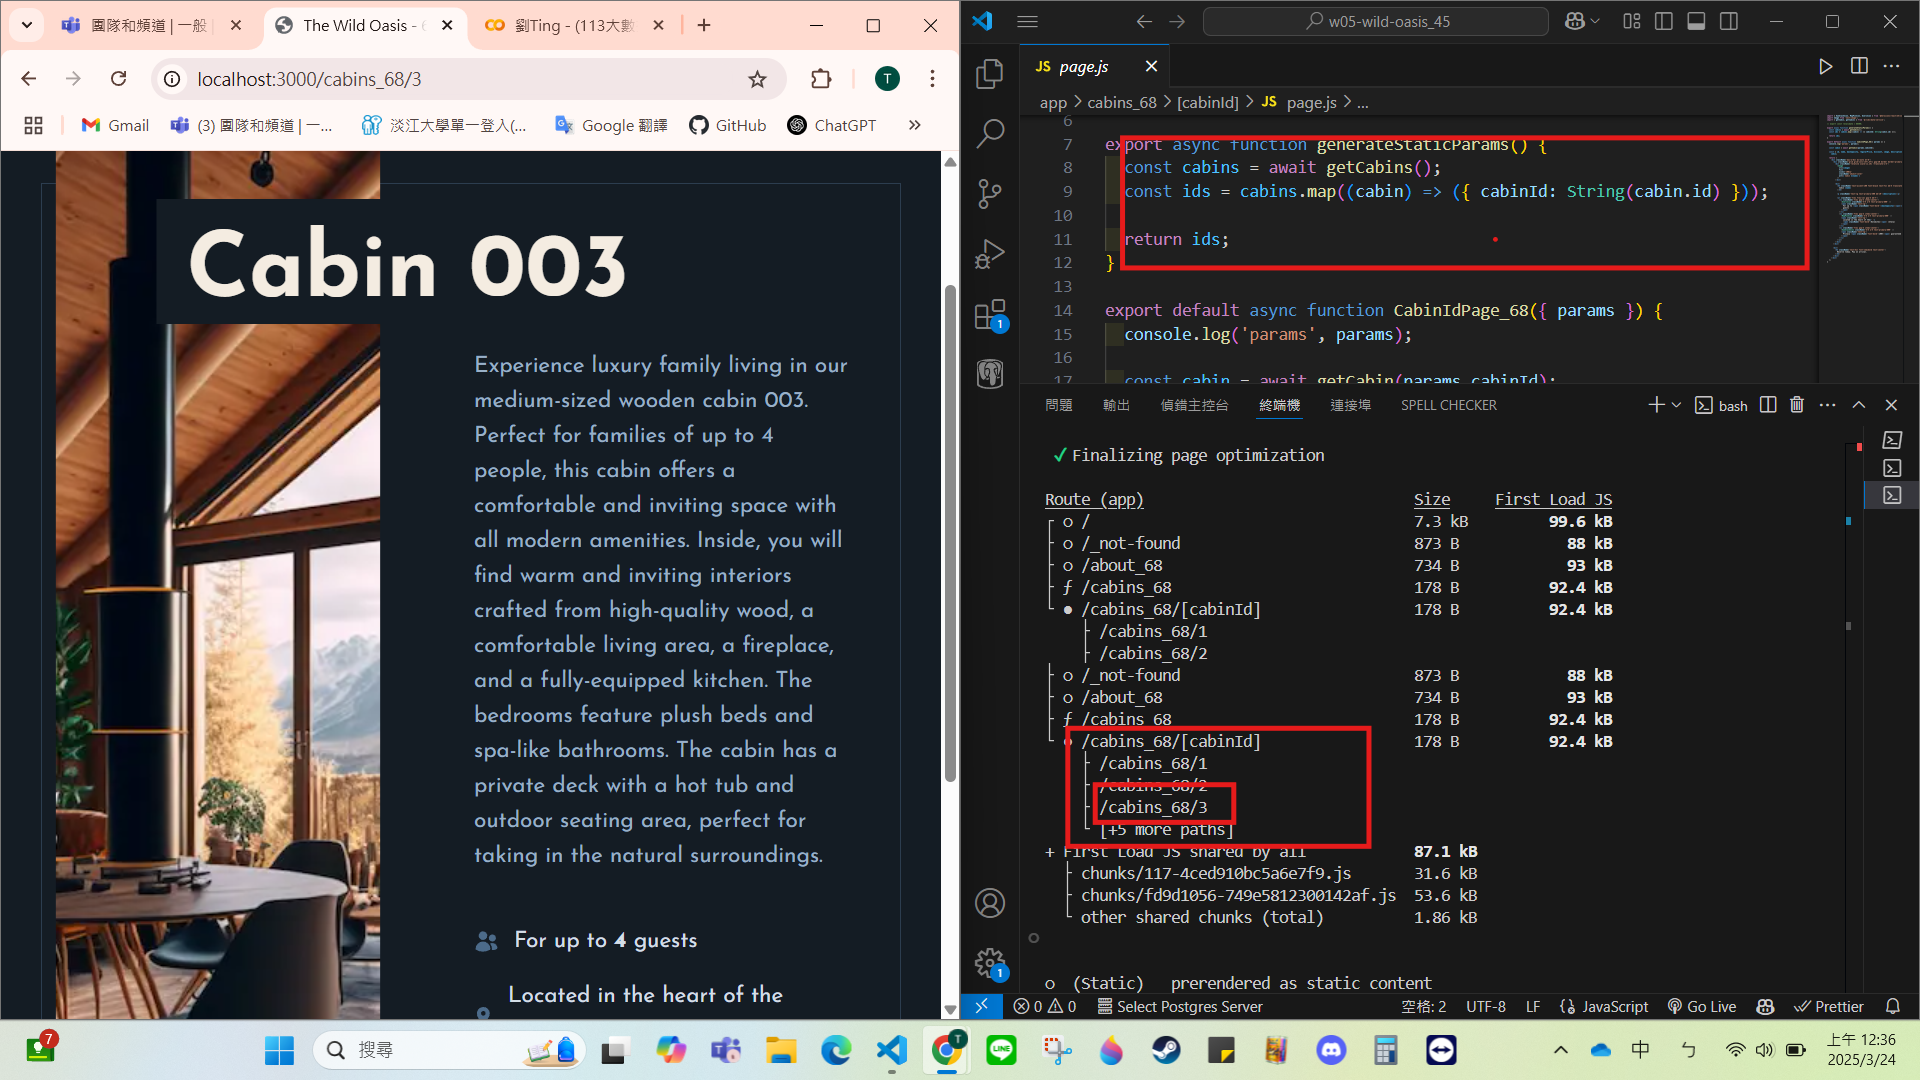 團隊和頻道 | 一般
The Wild Oasis -
劉Ting - (113大數
localhost:3000/cabins_68/3
T
Gmail
(3) 團隊和頻道 | 一...
淡江大學單一登入(...
Google 翻譯
GitHub
ChatGPT
Cabin 003
Experience luxury family living in our
medium-sized wooden cabin 003.
Perfect for families of up to 4
people, this cabin offers a
comfortable and inviting space with
all modern amenities. Inside, you will
find warm and inviting interiors
crafted from high-quality wood, a
comfortable living area, a fireplace,
and a fully-equipped kitchen. The
bedrooms feature plush beds and
spa-like bathrooms. The cabin has a
private deck with a hot tub and
outdoor seating area, perfect for
taking in the natural surroundings.
For up to 4 guests
Located in the heart of the
w05-wild-oasis_45
JS page.js
app > cabins_68 > [cabinId] > JS page.js > ...
6
7 export async function generateStaticParams() {
8 const cabins = await getCabins();
9 const ids = cabins.map((cabin) => ({ cabinId: String(cabin.id) }));
10
11 return ids;
12 }
13
14 export default async function CabinIdPage_68({ params }) {
15 console.log('params', params);
16
17 const cabin = await getCabin(params.cabinId);
問題 輸出 偵錯主控台 終端機 連接埠 SPELL CHECKER
bash
✓ Finalizing page optimization
Route (app) Size First Load JS
┌ ○ / 7.3 kB 99.6 kB
├ ○ /_not-found 873 B 88 kB
├ ○ /about_68 734 B 93 kB
├ ƒ /cabins_68 178 B 92.4 kB
└ ● /cabins_68/[cabinId] 178 B 92.4 kB
├ /cabins_68/1
├ /cabins_68/2
├ ○ /_not-found 873 B 88 kB
├ ○ /about_68 734 B 93 kB
├ ƒ /cabins_68 178 B 92.4 kB
└ ● /cabins_68/[cabinId] 178 B 92.4 kB
├ /cabins_68/1
├ /cabins_68/2
├ /cabins_68/3
└ [+5 more paths]
+ First Load JS shared by all 87.1 kB
├ chunks/117-4ced910bc5a6e7f9.js 31.6 kB
├ chunks/fd9d1056-749e5812300142af.js 53.6 kB
└ other shared chunks (total) 1.86 kB
○ (Static) prerendered as static content
1
1
0 0 Select Postgres Server 空格: 2 UTF-8 LF {} JavaScript Go Live Prettier
7
搜尋
T
中
ㄅ
上午 12:36
2025/3/24